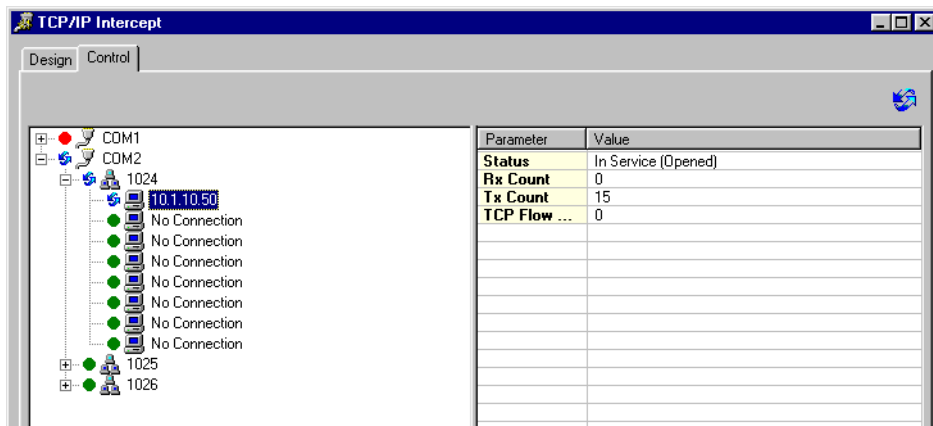 TCP/IP Intercept
Design Control
COM1
COM2
1024
10.1.10.50
No Connection
No Connection
No Connection
No Connection
No Connection
No Connection
No Connection
1025
1026
Parameter Value
Status In Service (Opened)
Rx Count 0
Tx Count 15
TCP Flow ... 0